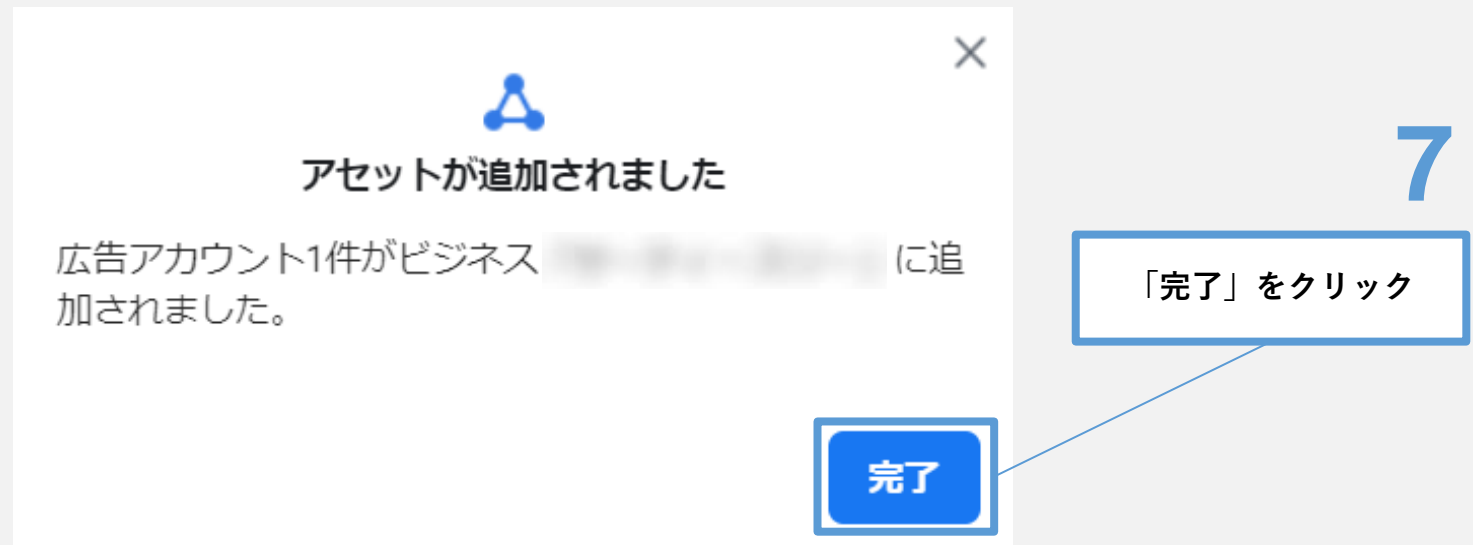 アセットが追加されました
広告アカウント1件がビジネス に追
加されました。
完了
7
「完了」をクリック